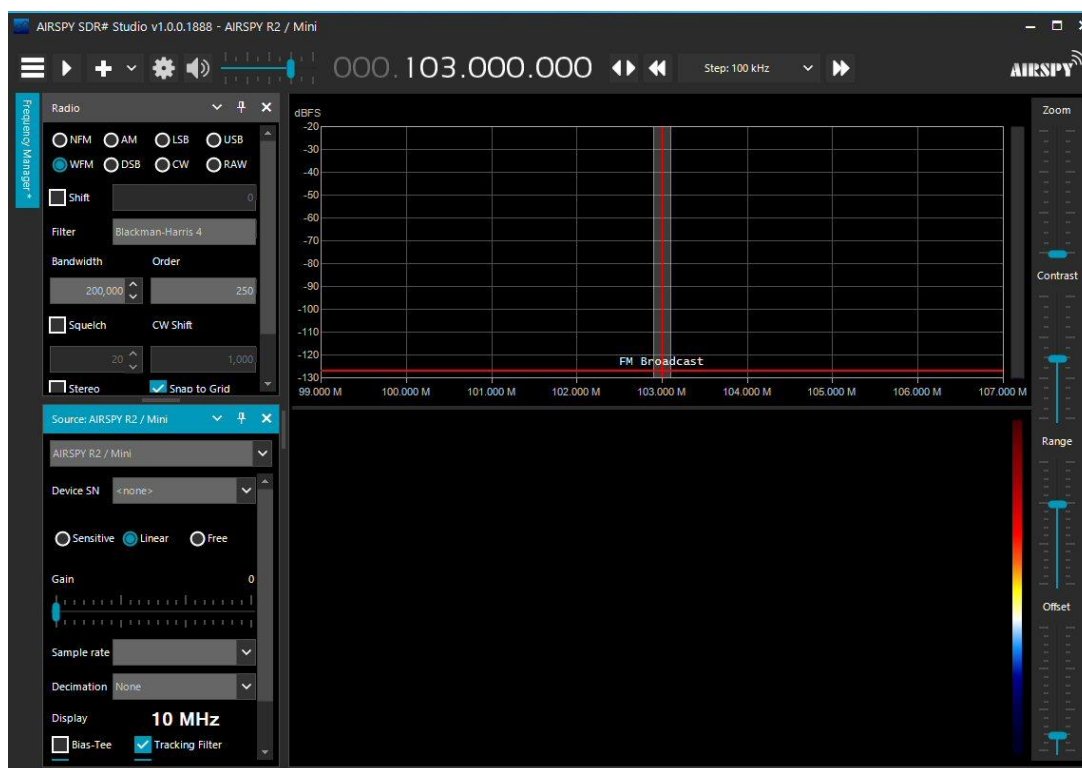 AIRSPY SDR# Studio v1.0.0.1888 - AIRSPY R2 / Mini
000.103.000.000
Step: 100 kHz
AIRSPY
Frequency Manager *
Radio
NFM AM LSB USB
WFM DSB CW RAW
Shift 0
Filter Blackman-Harris 4
Bandwidth Order
200,000 250
Squelch CW Shift
20 1,000
Stereo Snap to Grid
Source: AIRSPY R2 / Mini
AIRSPY R2 / Mini
Device SN <none>
Sensitive Linear Free
Gain 0
Sample rate
Decimation None
Display 10 MHz
Bias-Tee Tracking Filter
dBFS
-20
-30
-40
-50
-60
-70
-80
-90
-100
-110
-120
FM Broadcast
-130
99.000 M 100.000 M 101.000 M 102.000 M 103.000 M 104.000 M 105.000 M 106.000 M 107.000 M
Zoom
Contrast
Range
Offset